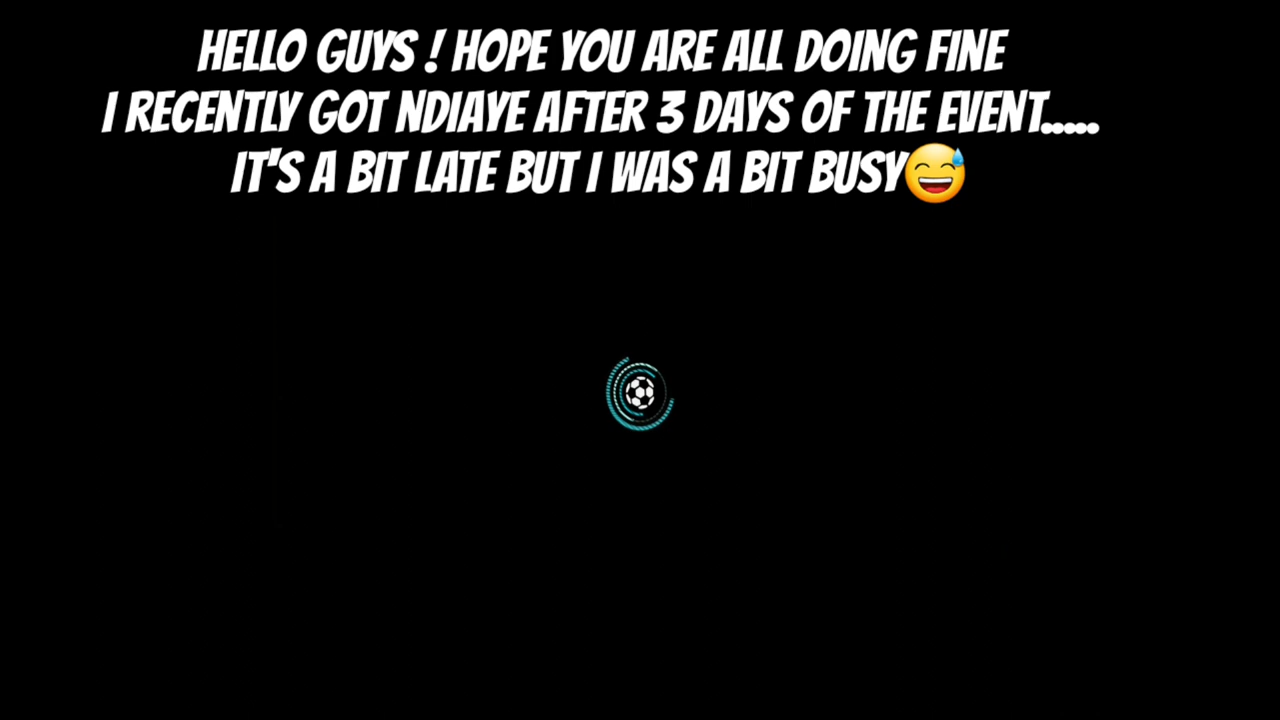 HELLO GUYS ! HOPE YOU ARE ALL DOING FINE
I RECENTLY GOT NDIAYE AFTER 3 DAYS OF THE EVENT.....
IT'S A BIT LATE BUT I WAS A BIT BUSY😅